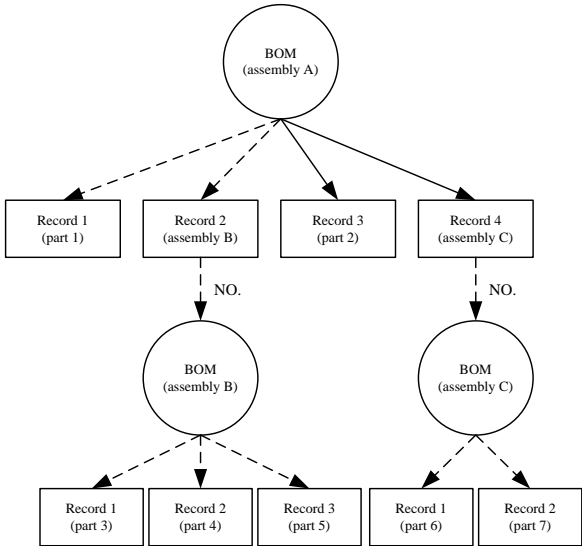 BOM
(assembly A)
Record 1
(part 1)
Record 2
(assembly B)
Record 3
(part 2)
Record 4
(assembly C)
NO.
NO.
BOM
(assembly B)
BOM
(assembly C)
Record 1
(part 3)
Record 2
(part 4)
Record 3
(part 5)
Record 1
(part 6)
Record 2
(part 7)